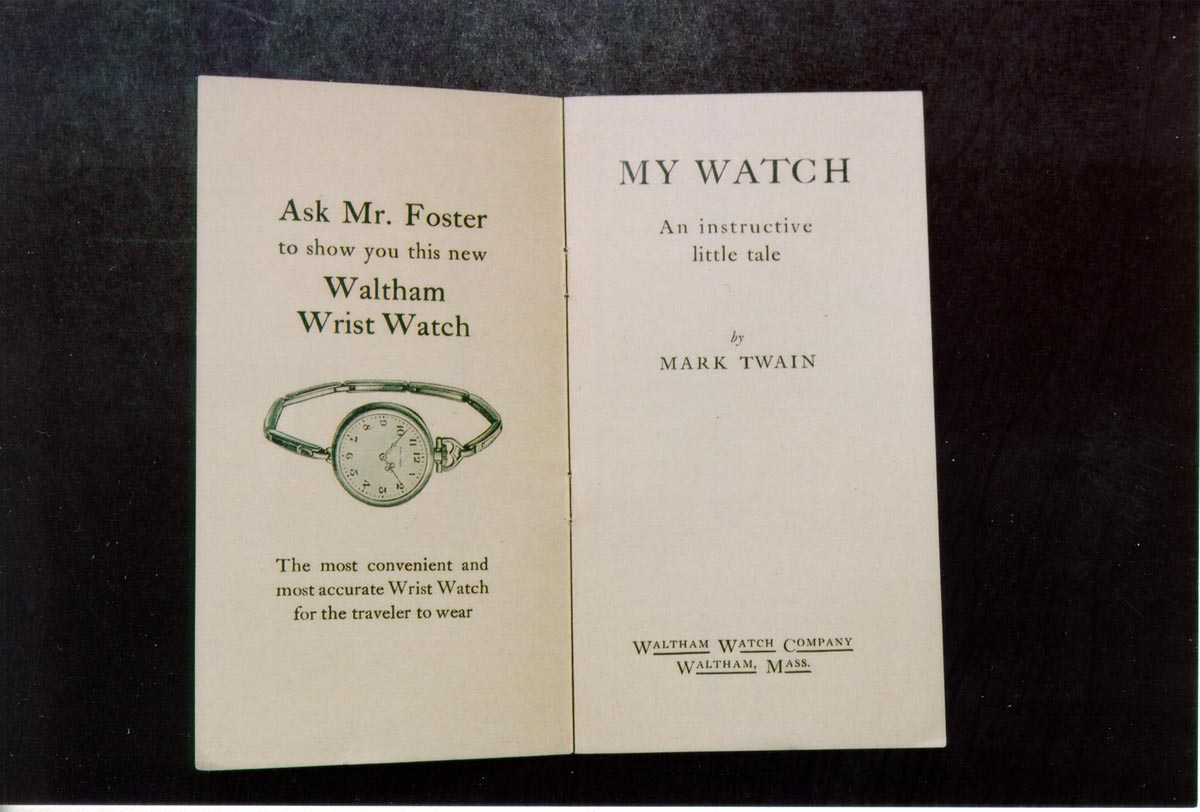 Ask Mr. Foster
to show you this new
Waltham
Wrist Watch
9
10
8
11
7
12
6
1
5
2
4
3
The most convenient and
most accurate Wrist Watch
for the traveler to wear
MY WATCH
An instructive
little tale
by
MARK TWAIN
WALTHAM WATCH COMPANY
WALTHAM, MASS.